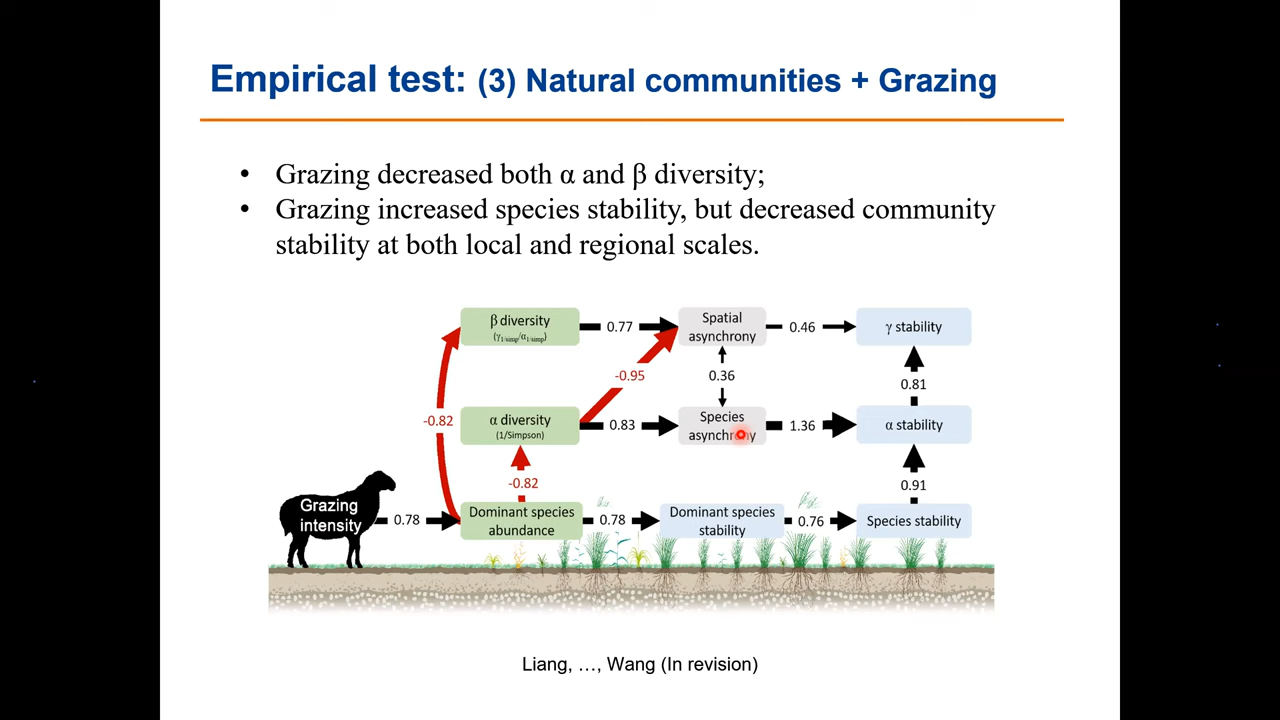 Empirical test: (3) Natural communities + Grazing
• Grazing decreased both α and β diversity;
• Grazing increased species stability, but decreased community
stability at both local and regional scales.
β diversity
(γ1/simp/α1/simp)
0.77
Spatial
asynchrony
0.46
γ stability
-0.95
0.36
0.81
-0.82
α diversity
(1/Simpson)
0.83
Species
asynchrony
1.36
α stability
-0.82
0.91
Grazing
intensity
0.78
Dominant species
abundance
0.78
Dominant species
stability
0.76
Species stability
Liang, …, Wang (In revision)